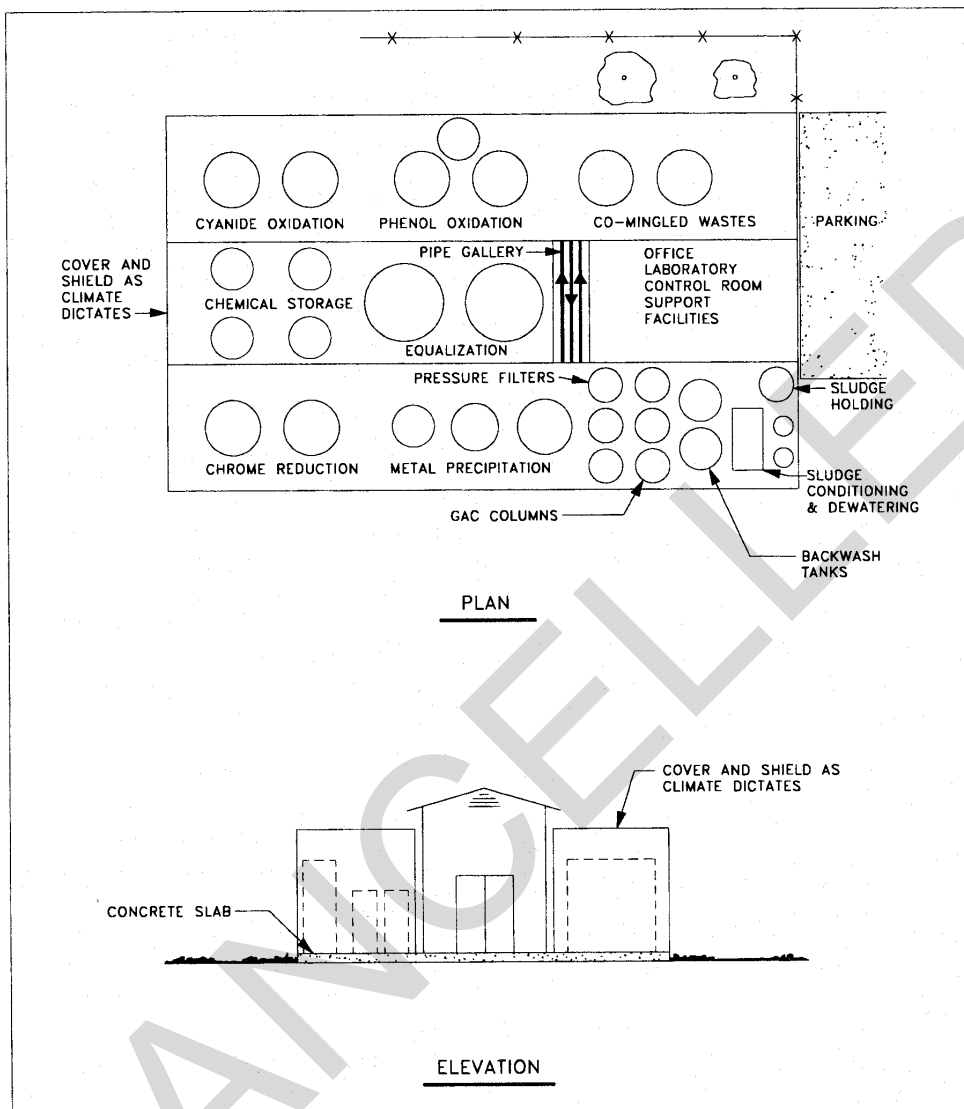 CYANIDE OXIDATION
PHENOL OXIDATION
CO-MINGLED WASTES
PARKING
PIPE GALLERY
COVER AND
SHIELD AS
CLIMATE
DICTATES
CHEMICAL STORAGE
EQUALIZATION
OFFICE
LABORATORY
CONTROL ROOM
SUPPORT
FACILITIES
PRESSURE FILTERS
SLUDGE
HOLDING
CHROME REDUCTION
METAL PRECIPITATION
SLUDGE
CONDITIONING
& DEWATERING
GAC COLUMNS
BACKWASH
TANKS
PLAN
COVER AND SHIELD AS
CLIMATE DICTATES
CONCRETE SLAB
ELEVATION
ANCELLED